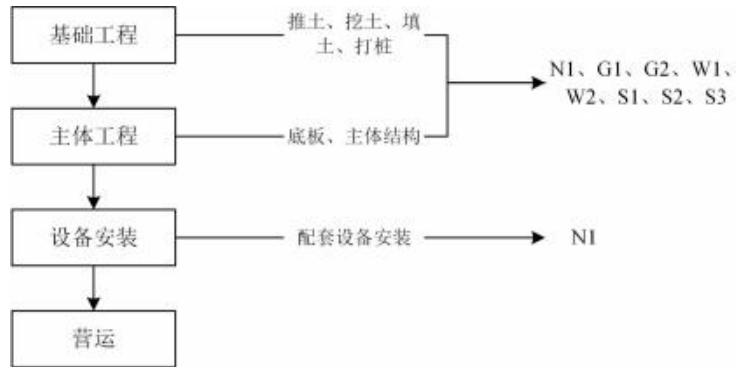 基础工程
推土、挖土、填
土、打桩
N1、G1、G2、W1、
W2、S1、S2、S3
主体工程
底板、主体结构
设备安装
配套设备安装
N1
营运